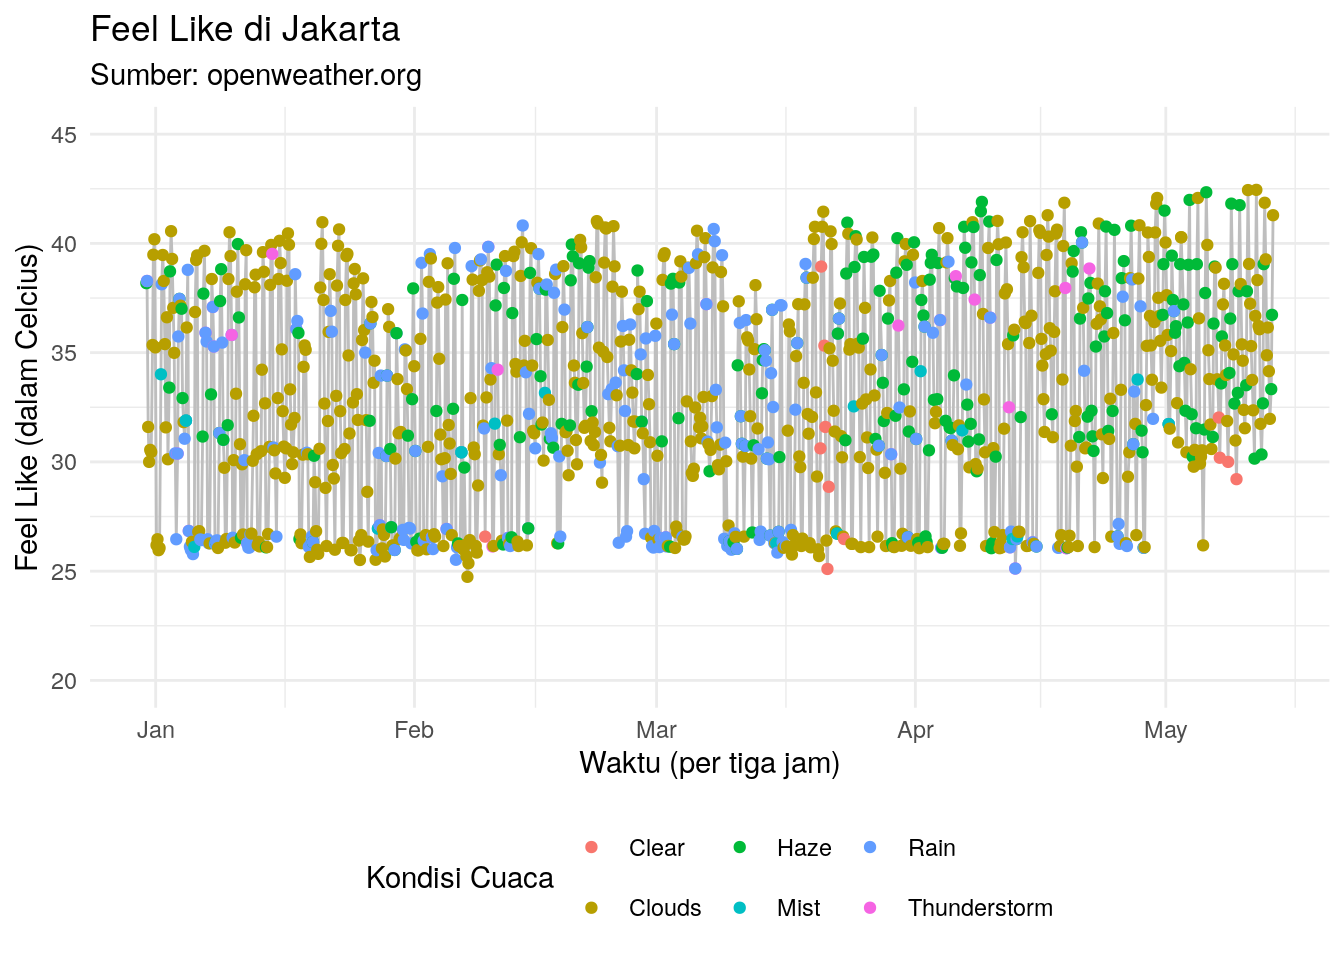 Feel Like di Jakarta
Sumber: openweather.org
45
40
35
30
25
20
Feel Like (dalam Celcius)
Jan Feb Mar Apr May
Waktu (per tiga jam)
Kondisi Cuaca
Clear Haze Rain
Clouds Mist Thunderstorm